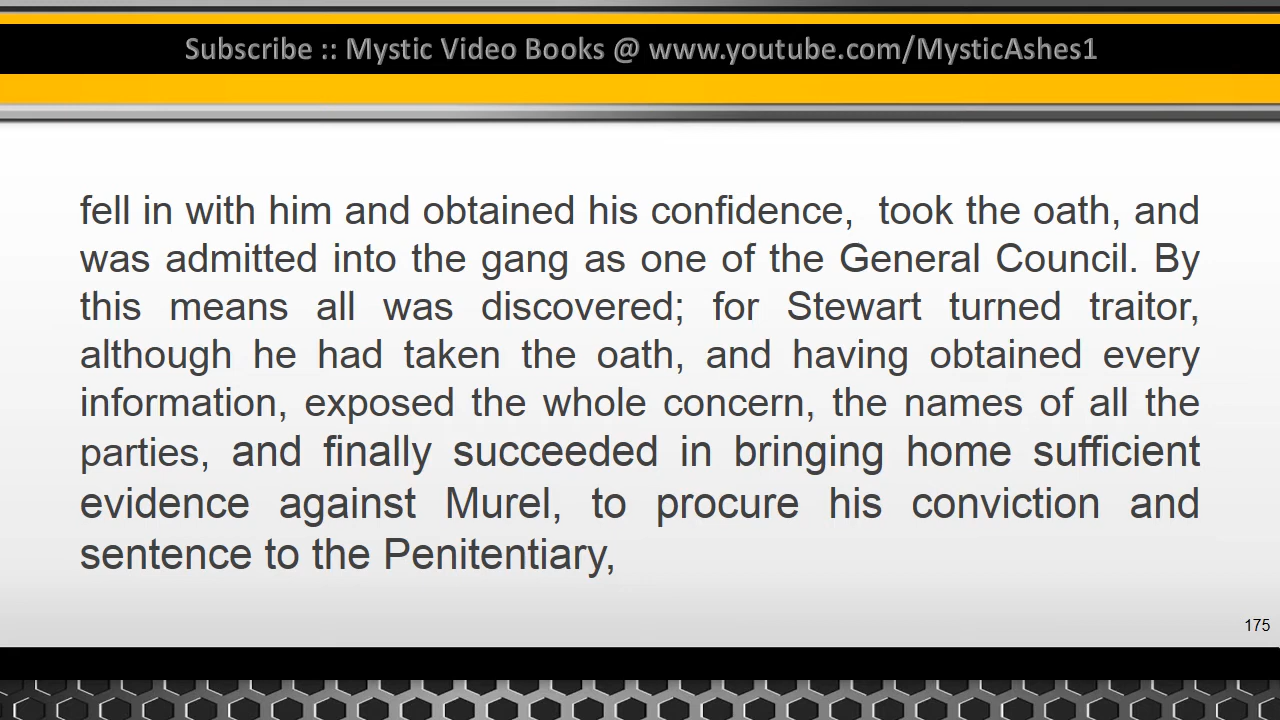 Subscribe :: Mystic Video Books @ www.youtube.com/MysticAshes1
fell in with him and obtained his confidence,  took the oath, and
was admitted into the gang as one of the General Council. By
this means all was discovered; for Stewart turned traitor,
although he had taken the oath, and having obtained every
information, exposed the whole concern, the names of all the
parties, and finally succeeded in bringing home sufficient
evidence against Murel, to procure his conviction and
sentence to the Penitentiary,
175